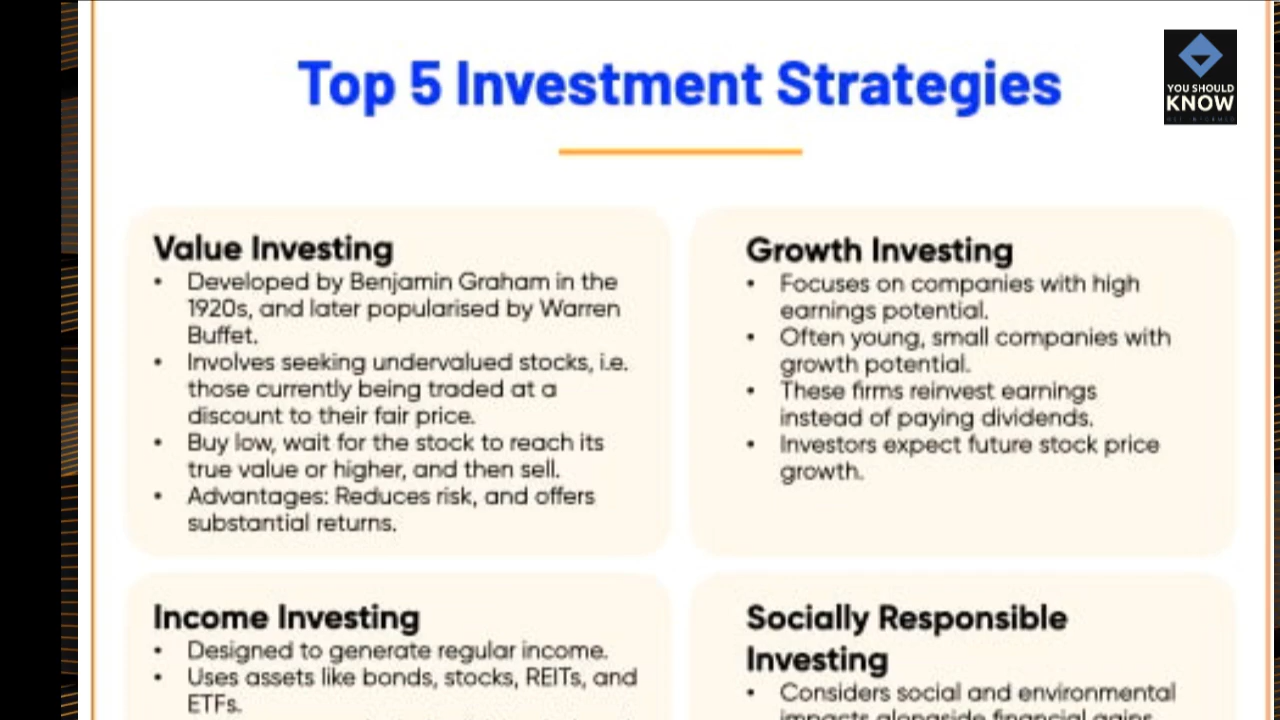 Top 5 Investment Strategies
YOU SHOULD
KNOW
Value Investing
• Developed by Benjamin Graham in the
1920s, and later popularised by Warren
Buffet.
• Involves seeking undervalued stocks, i.e.
those currently being traded at a
discount to their fair price.
• Buy low, wait for the stock to reach its
true value or higher, and then sell.
• Advantages: Reduces risk, and offers
substantial returns.
Growth Investing
• Focuses on companies with high
earnings potential.
• Often young, small companies with
growth potential.
• These firms reinvest earnings
instead of paying dividends.
• Investors expect future stock price
growth.
Income Investing
• Designed to generate regular income.
• Uses assets like bonds, stocks, REITs, and
ETFs.
Socially Responsible
Investing
• Considers social and environmental
impacts alongside financial gains